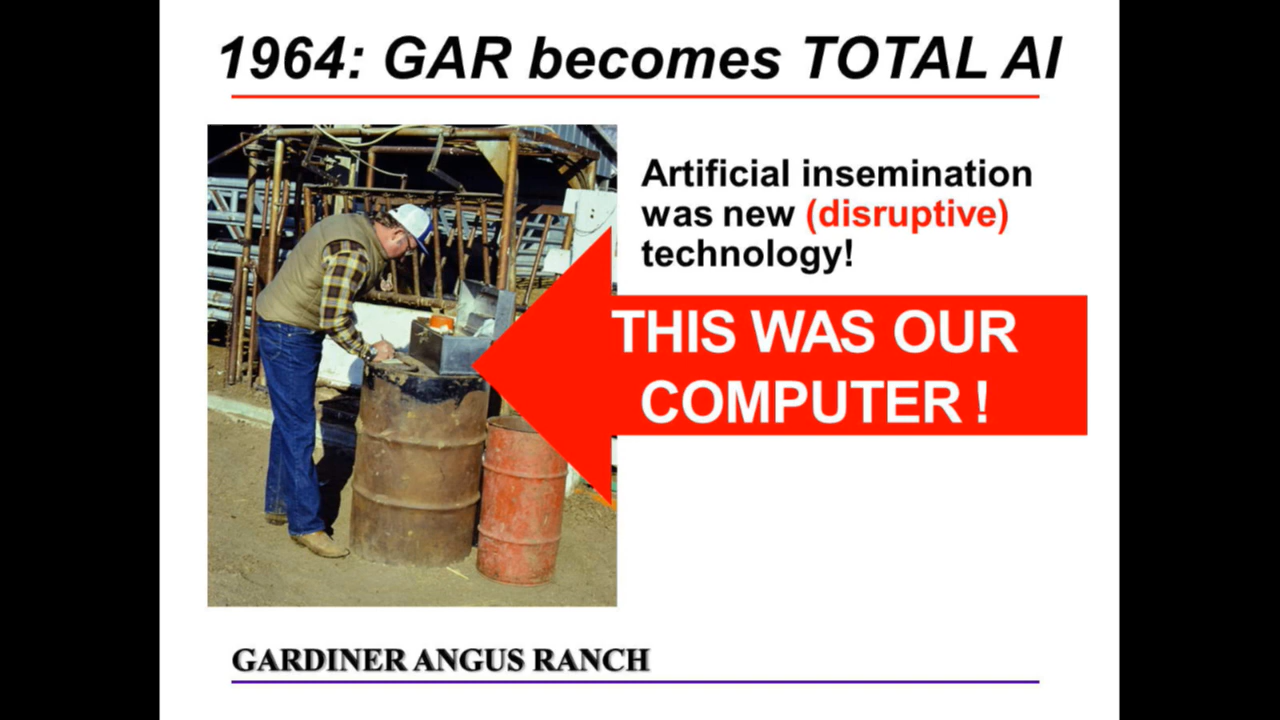 1964: GAR becomes TOTAL AI
Artificial insemination
was new (disruptive)
technology!
THIS WAS OUR
COMPUTER !
GARDINER ANGUS RANCH